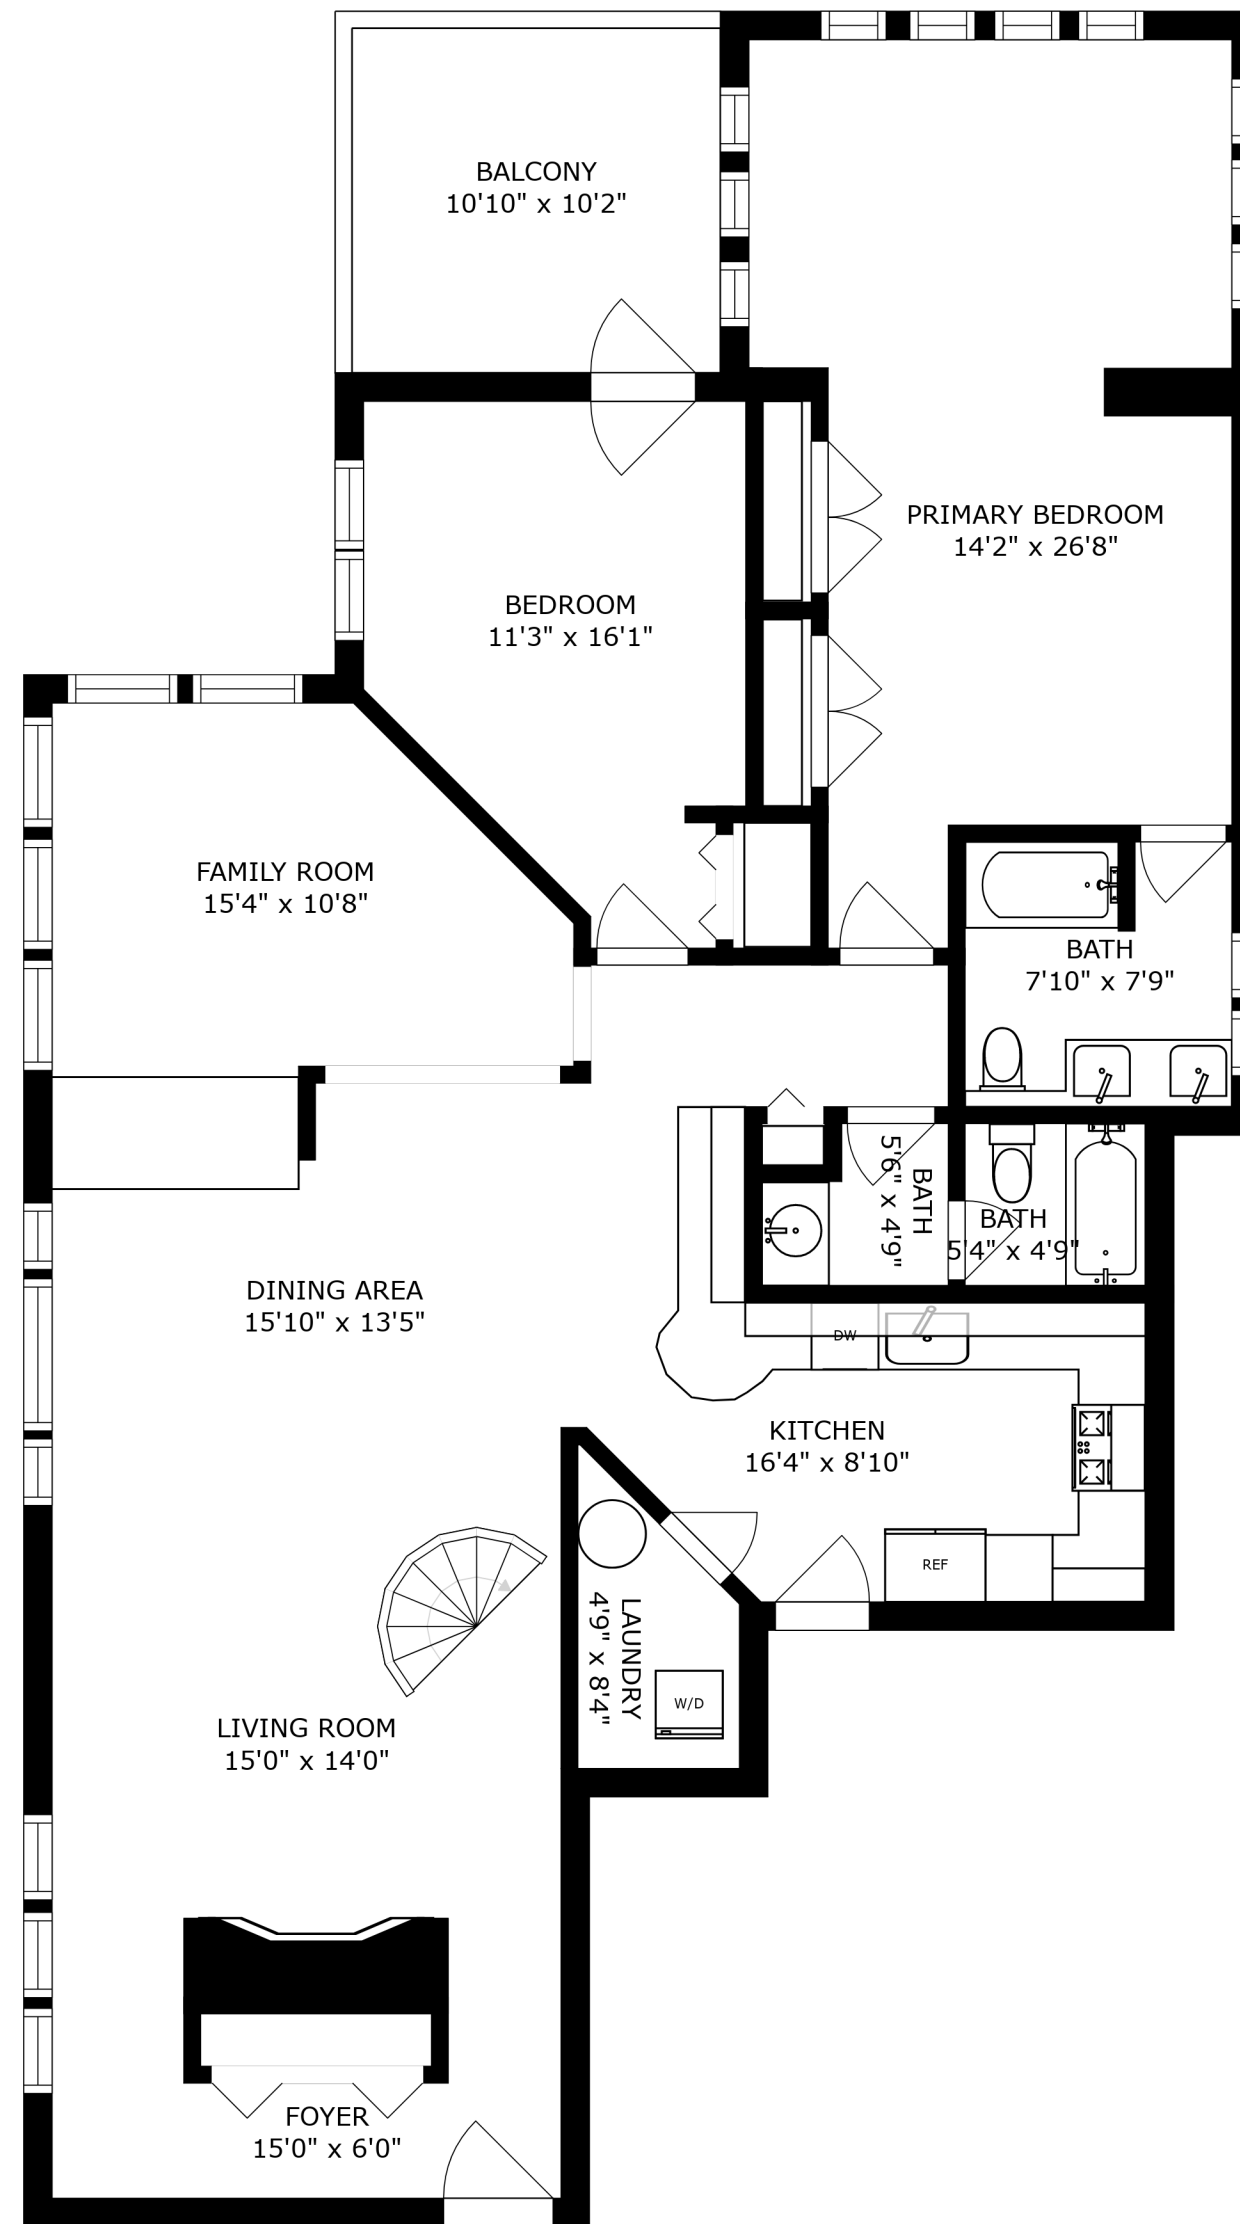 BALCONY
10'10" x 10'2"
PRIMARY BEDROOM
14'2" x 26'8"
BEDROOM
11'3" x 16'1"
FAMILY ROOM
15'4" x 10'8"
BATH
7'10" x 7'9"
BATH
5'6" x 4'9"
BATH
5'4" x 4'9"
DINING AREA
15'10" x 13'5"
DW
KITCHEN
16'4" x 8'10"
REF
LAUNDRY
4'9" x 8'4"
W/D
LIVING ROOM
15'0" x 14'0"
FOYER
15'0" x 6'0"